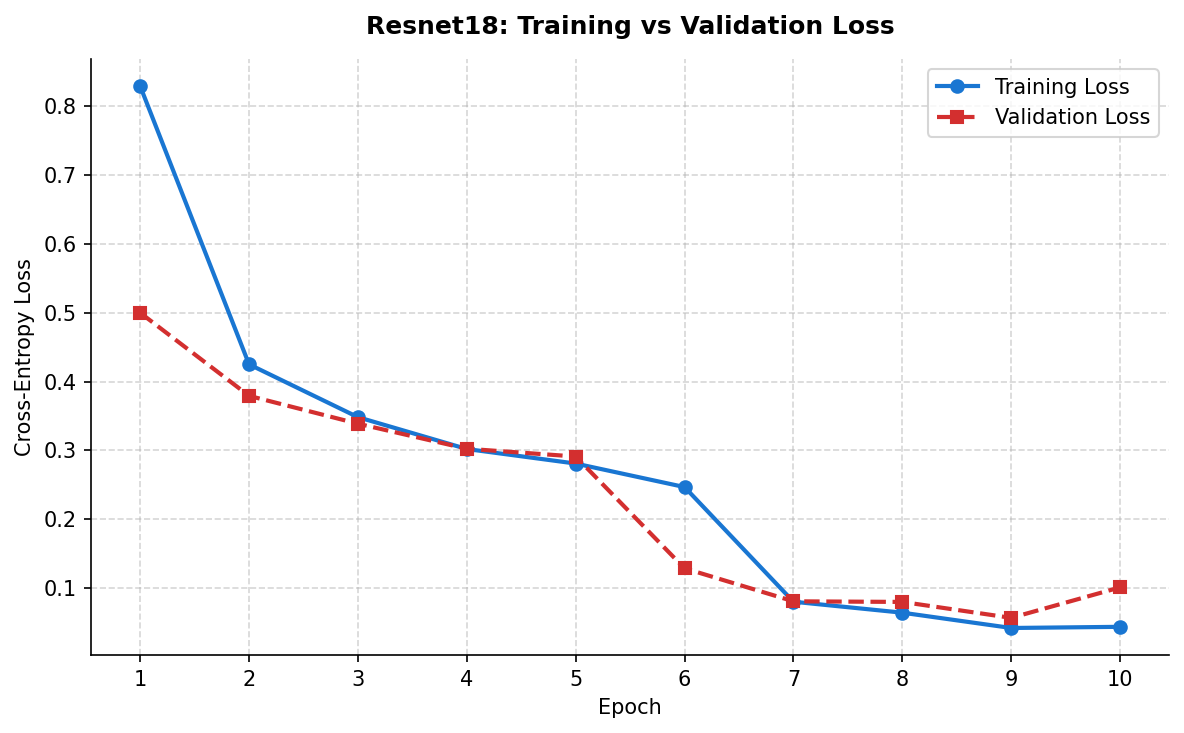 Resnet18: Training vs Validation Loss
Training Loss
Validation Loss
Cross-Entropy Loss
0.8
0.7
0.6
0.5
0.4
0.3
0.2
0.1
1 2 3 4 5 6 7 8 9 10
Epoch